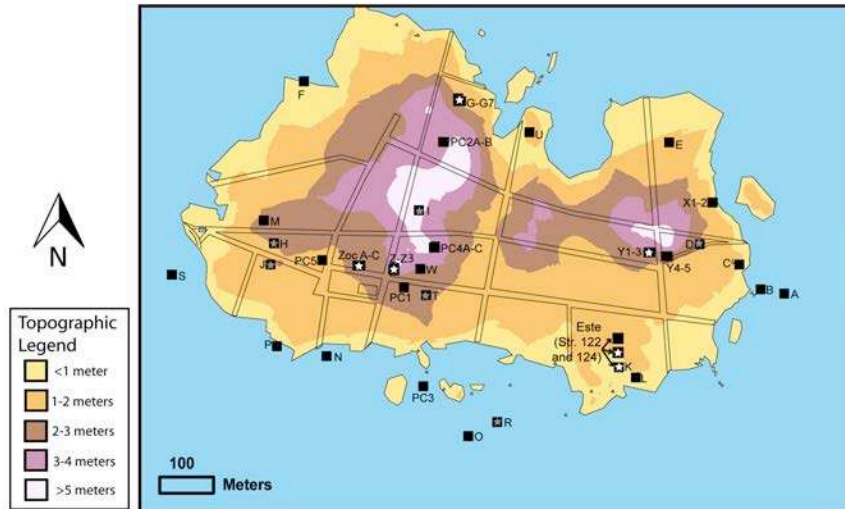 F
G-G7
PC2A-B
U
E
X1-2
I
M
H
PC4A-C
D
Y1-3
J
PC5
Zoc A-C
Z-Z3
W
Y4-5
C
S
PC1
T
B
A
N
Topographic
Legend
<1 meter
1-2 meters
2-3 meters
3-4 meters
>5 meters
P
N
Este
(Str. 122
and 124)
K
L
PC3
R
O
100
Meters